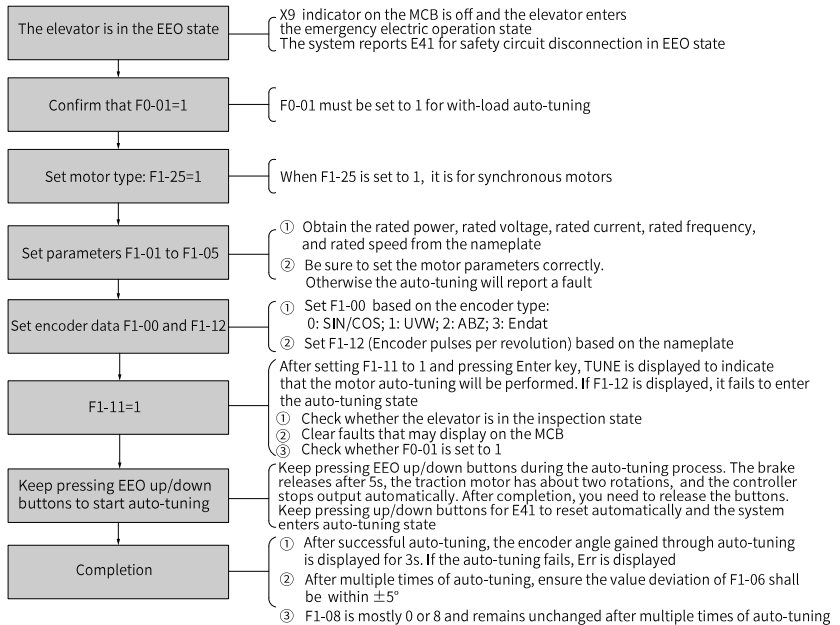 The elevator is in the EEO state
X9 indicator on the MCB is off and the elevator enters
the emergency electric operation state
The system reports E41 for safety circuit disconnection in EEO state
Confirm that F0-01=1
F0-01 must be set to 1 for with-load auto-tuning
Set motor type: F1-25=1
When F1-25 is set to 1, it is for synchronous motors
Set parameters F1-01 to F1-05
① Obtain the rated power, rated voltage, rated current, rated frequency,
and rated speed from the nameplate
② Be sure to set the motor parameters correctly.
Otherwise the auto-tuning will report a fault
Set encoder data F1-00 and F1-12
① Set F1-00 based on the encoder type:
0: SIN/COS; 1: UVW; 2: ABZ; 3: Endat
② Set F1-12 (Encoder pulses per revolution) based on the nameplate
F1-11=1
After setting F1-11 to 1 and pressing Enter key, TUNE is displayed to indicate
that the motor auto-tuning will be performed. If F1-12 is displayed, it fails to enter
the auto-tuning state
① Check whether the elevator is in the inspection state
② Clear faults that may display on the MCB
③ Check whether F0-01 is set to 1
Keep pressing EEO up/down
buttons to start auto-tuning
Keep pressing EEO up/down buttons during the auto-tuning process. The brake
releases after 5s, the traction motor has about two rotations, and the controller
stops output automatically. After completion, you need to release the buttons.
Keep pressing up/down buttons for E41 to reset automatically and the system
enters auto-tuning state
Completion
① After successful auto-tuning, the encoder angle gained through auto-tuning
is displayed for 3s. If the auto-tuning fails, Err is displayed
② After multiple times of auto-tuning, ensure the value deviation of F1-06 shall
be within ±5°
③ F1-08 is mostly 0 or 8 and remains unchanged after multiple times of auto-tuning